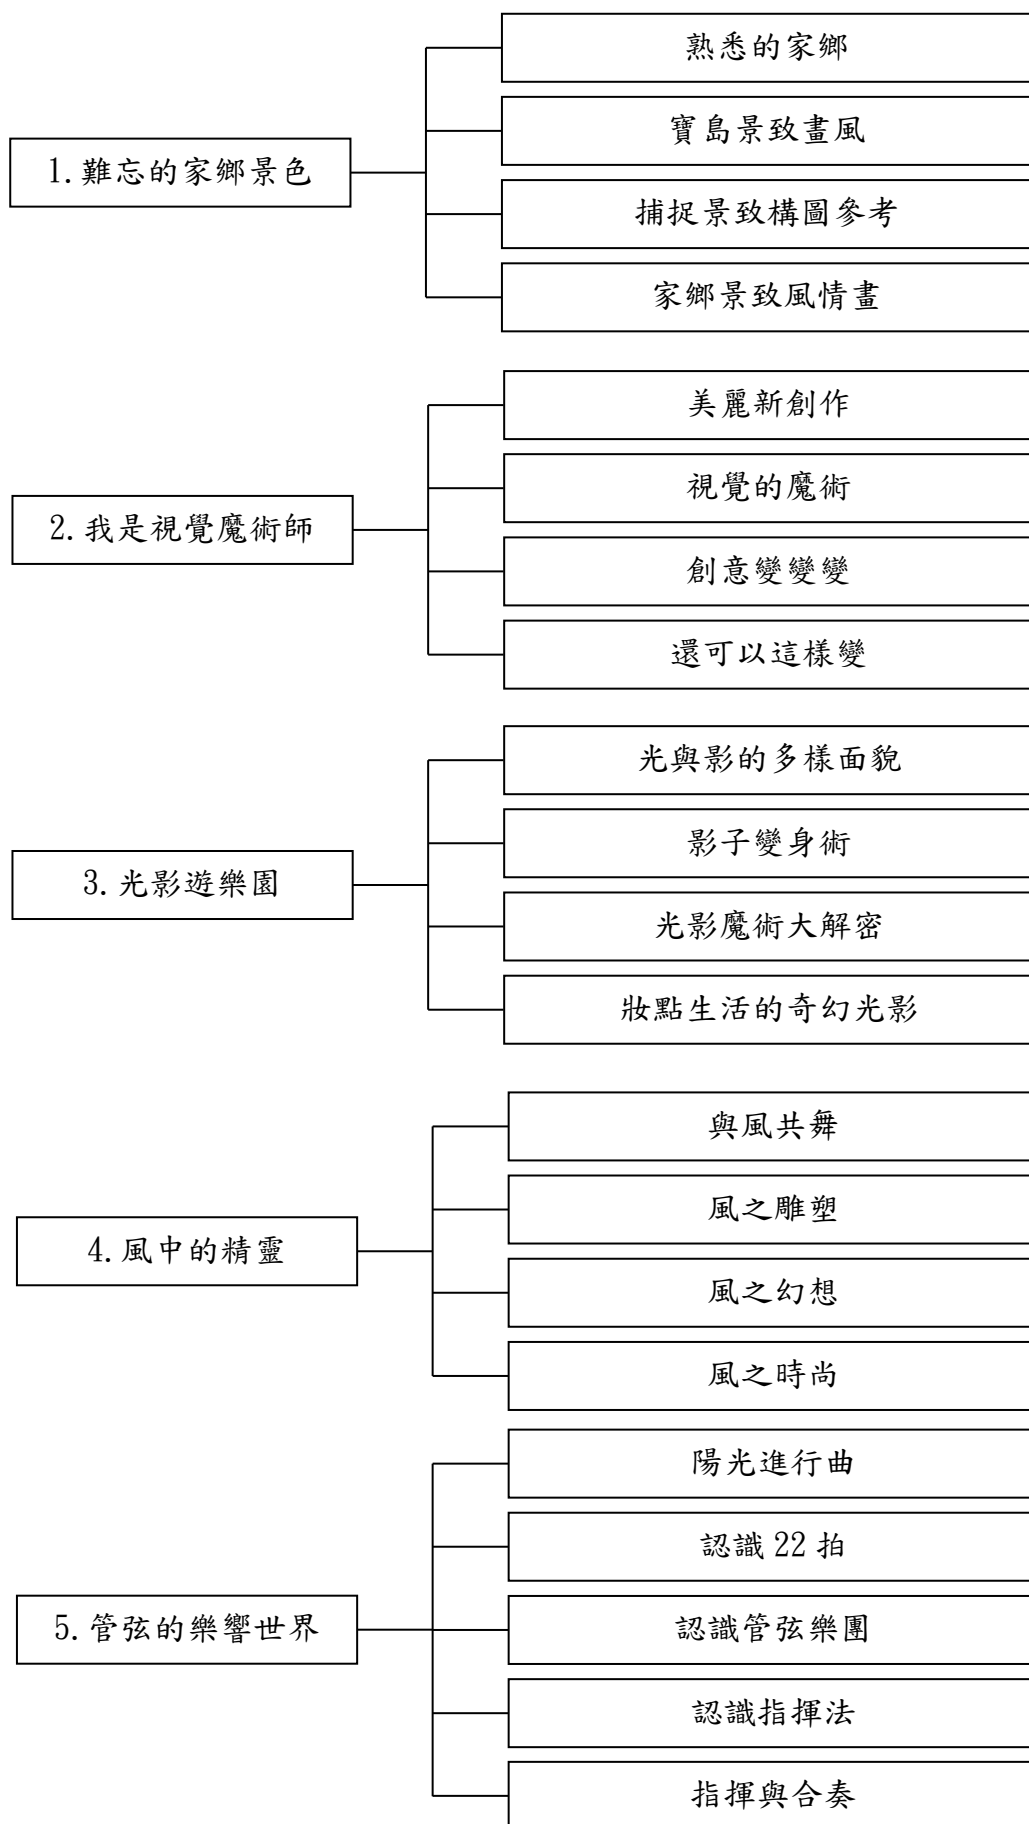 1.難忘的家鄉景色
熟悉的家鄉
寶島景致畫風
捕捉景致構圖參考
家鄉景致風情畫
2.我是視覺魔術師
美麗新創作
視覺的魔術
創意變變變
還可以這樣變
3.光影遊樂園
光與影的多樣面貌
影子變身術
光影魔術大解密
妝點生活的奇幻光影
4.風中的精靈
與風共舞
風之雕塑
風之幻想
風之時尚
5.管弦的樂響世界
陽光進行曲
認識 22 拍
認識管弦樂團
認識指揮法
指揮與合奏